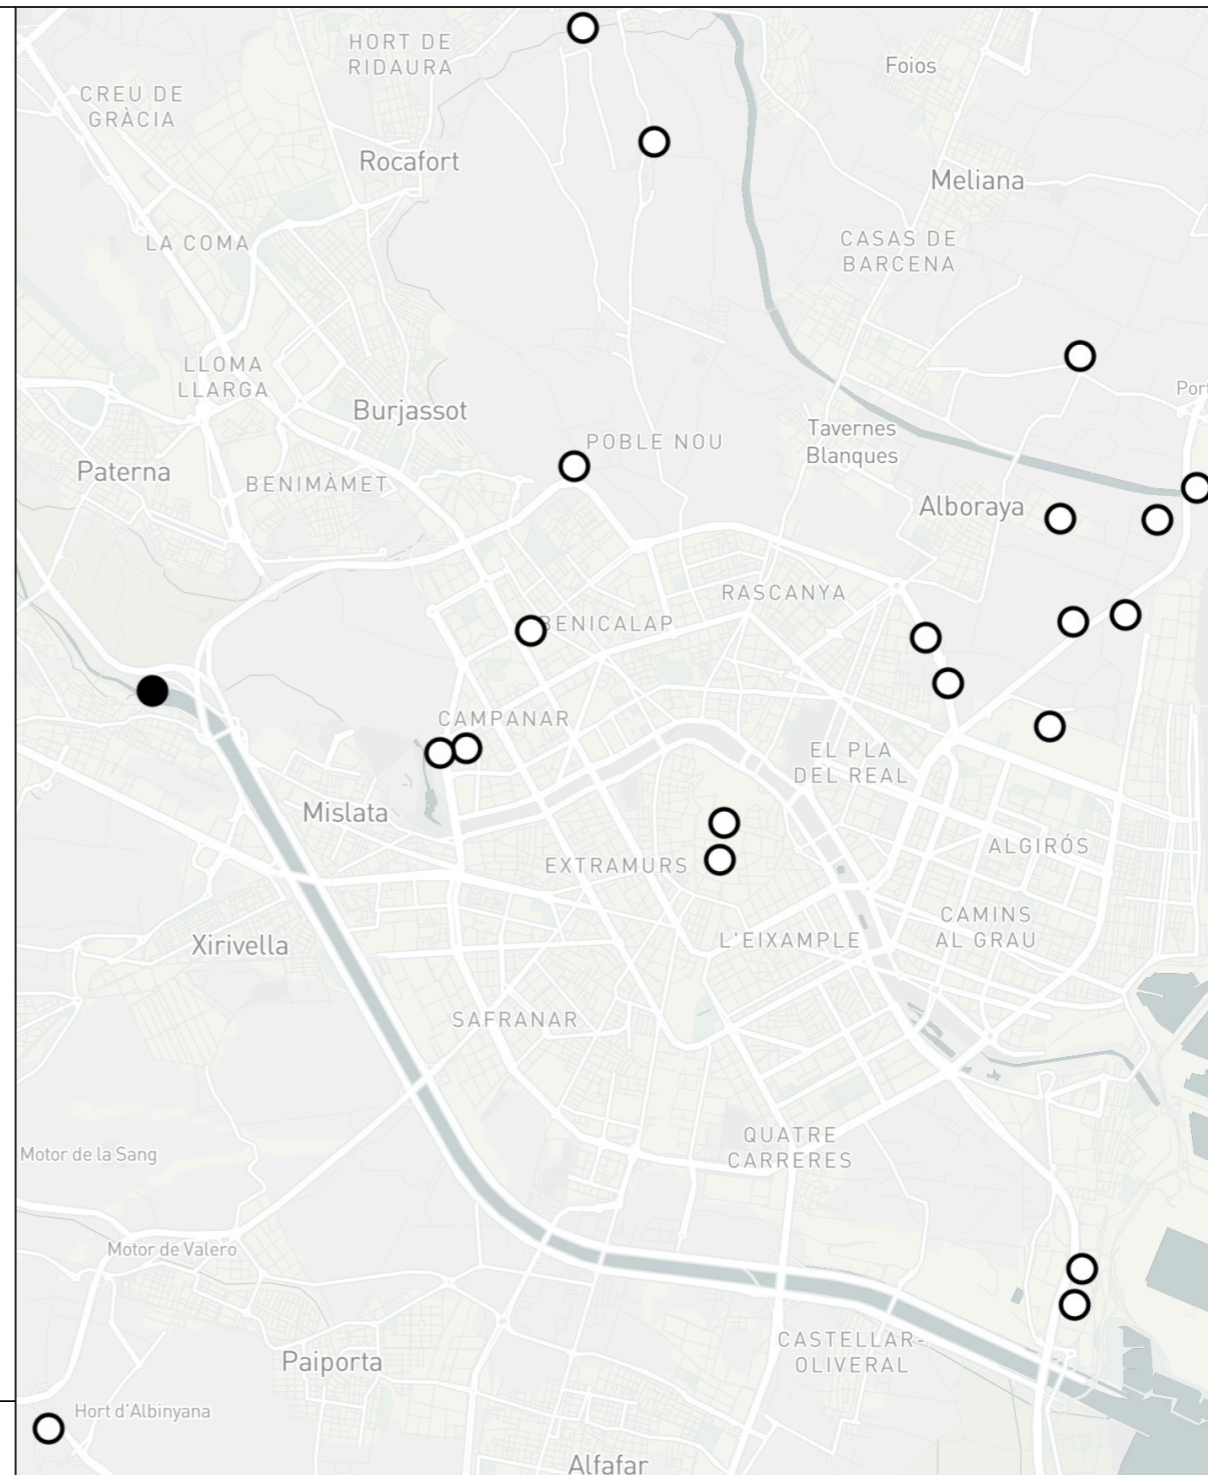 HORT DE
RIDAURA
Foios
CREU DE
GRÀCIA
Rocafort
Meliana
LA COMA
CASAS DE
BARCENA
LLOMA
LLARGA
Port
Burjassot
Tavernes
Blanques
POBLE NOU
Paterna
BENIMÀMET
Alboraya
RASCANYA
BENICALAP
CAMPANAR
EL PLA
DEL REAL
Mislata
ALGIRÓS
EXTRAMURS
CAMINS
AL GRAU
L'EIXAMPLE
Xirivella
SAFRANAR
QUATRE
CARRERES
Motor de la Sang
Motor de Valero
CASTELLAR-
OLIVERAL
Paiporta
Hort d'Albinyana
Alfafar